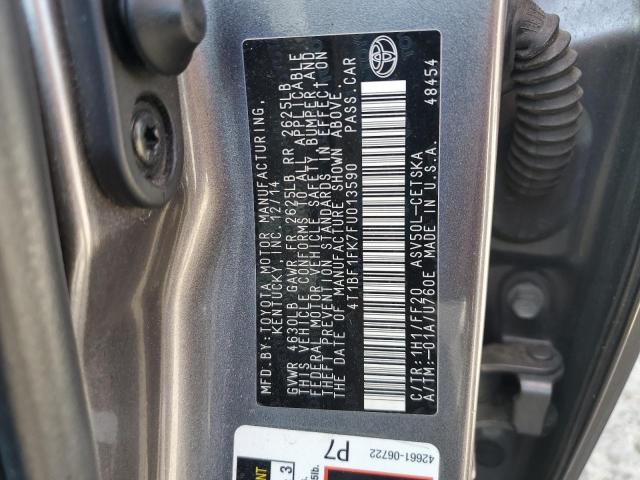 MFD. BY: TOYOTA MOTOR MANUFACTURING,
KENTUCKY, INC. 12/14
GVWR 4630LB GAWR FR 2625LB RR 2625LB
THIS VEHICLE CONFORMS TO ALL APPLICABLE
FEDERAL MOTOR VEHICLE SAFETY, BUMPER, AND
THEFT PREVENTION STANDARDS IN EFFECT ON
THE DATE OF MANUFACTURE SHOWN ABOVE.
4T1BF1FK7FU013590 PASS. CAR
C/TR: 1H1/FF20 ASV50L-CETSKA
A/TM: -01A/U760E MADE IN U.S.A.
48454
P7
42661-06722
3